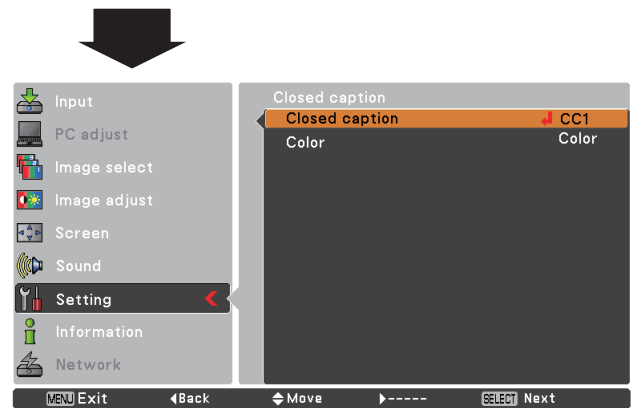 Input
PC adjust
Image select
Image adjust
Screen
Sound
Setting
Information
Network
Closed caption
Closed caption CC1
Color Color
MENU Exit Back Move ----- SELECT Next